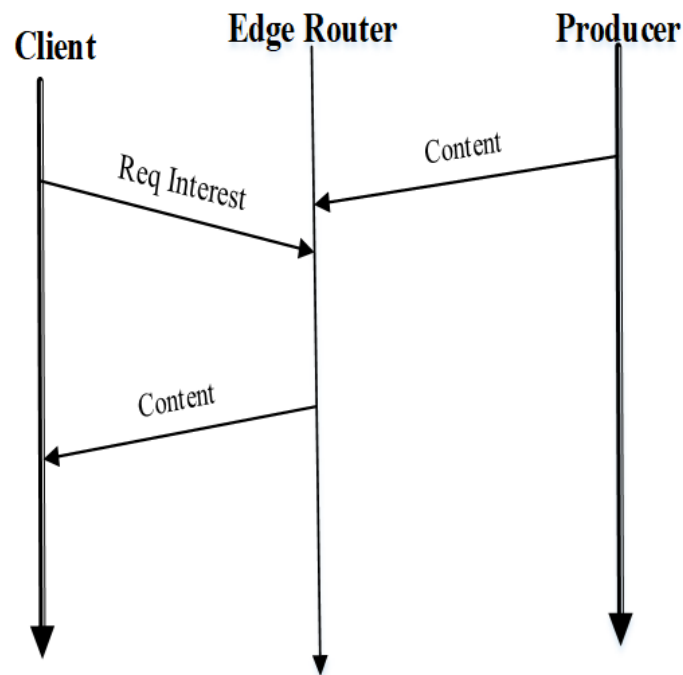 Client
Edge Router
Producer
Req Interest
Content
Content